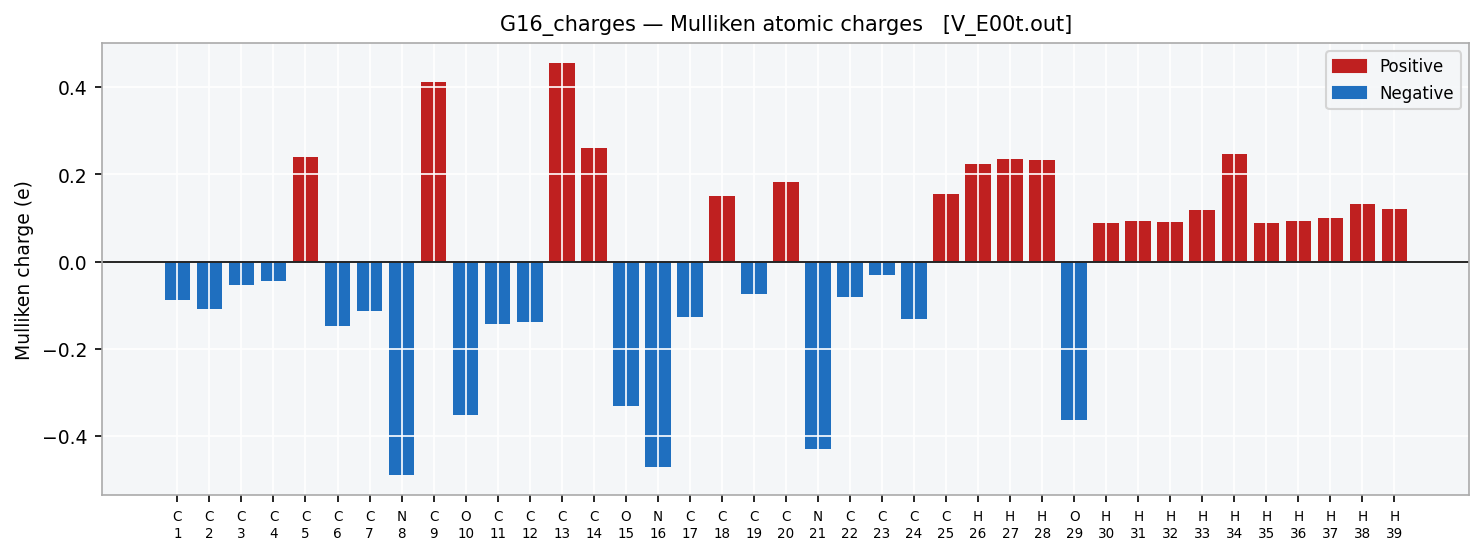 G16_charges — Mulliken atomic charges [V_E00t.out]
Positive
Negative
Mulliken charge (e)
0.4
0.2
0.0
−0.2
−0.4
C C C C C C C N C O C C C C O N C C C C N C C C C H H H O H H H H H H H H H H
1 2 3 4 5 6 7 8 9 10 11 12 13 14 15 16 17 18 19 20 21 22 23 24 25 26 27 28 29 30 31 32 33 34 35 36 37 38 39